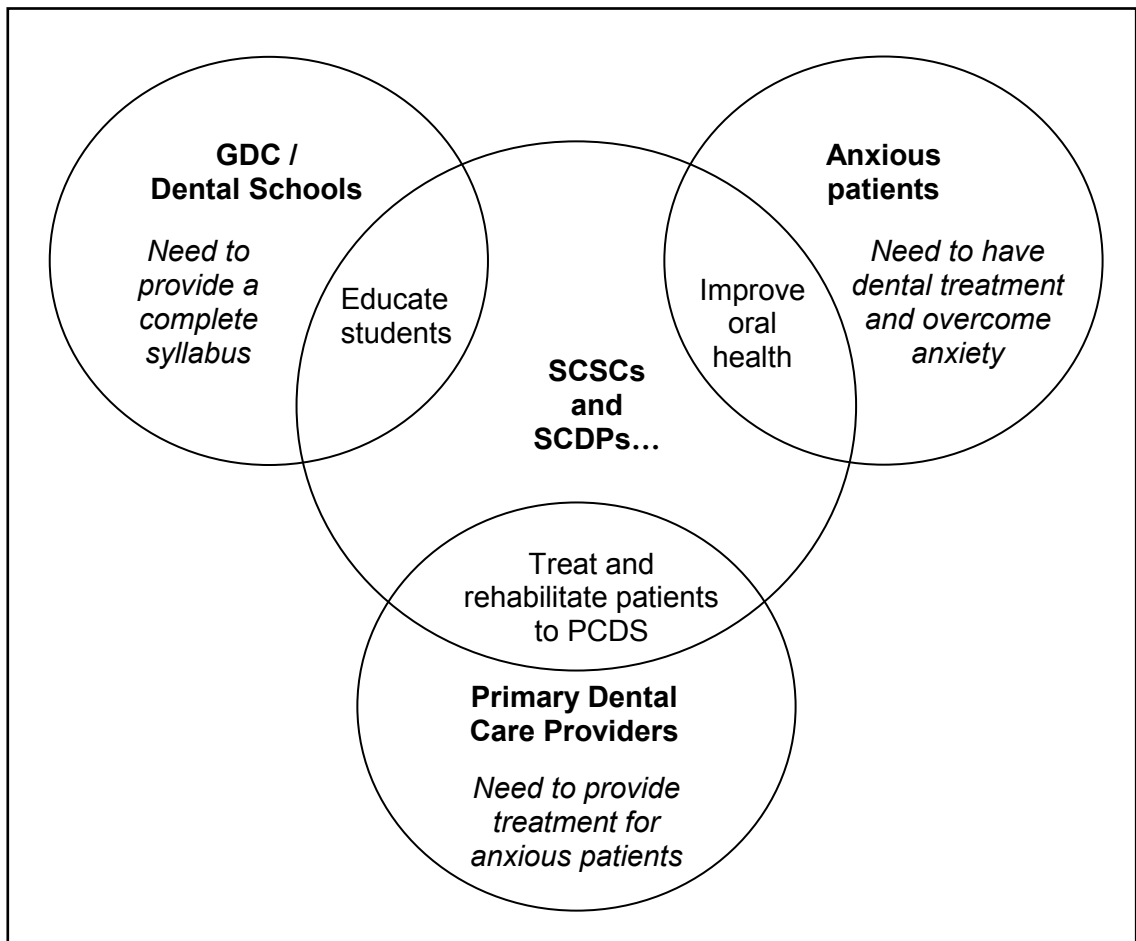 GDC /
Dental Schools
Need to
provide a
complete
syllabus
Educate
students
Anxious
patients
Need to have
dental treatment
and overcome
anxiety
Improve
oral
health
SCSCs
and
SCDPs…
Treat and
rehabilitate patients
to PCDS
Primary Dental
Care Providers
Need to provide
treatment for
anxious patients